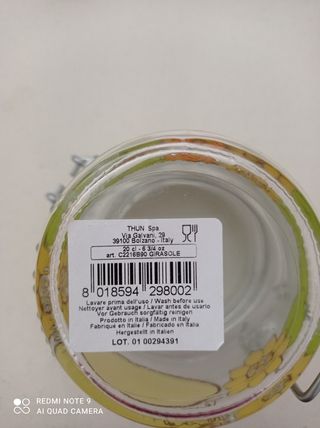 THUN Spa
Via Galvani, 29
39100 Bolzano - Italy
20 cl - 6 3/4 oz
art. C2216B90 GIRASOLE
8 018594 298002
Lavare prima dell'uso / Wash before use
Nettoyer avant usage / Lavar antes de usarlo
Vor Gebrauch sorgfältig reinigen
Prodotto in Italia / Made in Italy
Fabriqué en Italie / Fabricado en Italia
Hergestellt in Italien
LOT. 01 00294391
REDMI NOTE 9
AI QUAD CAMERA